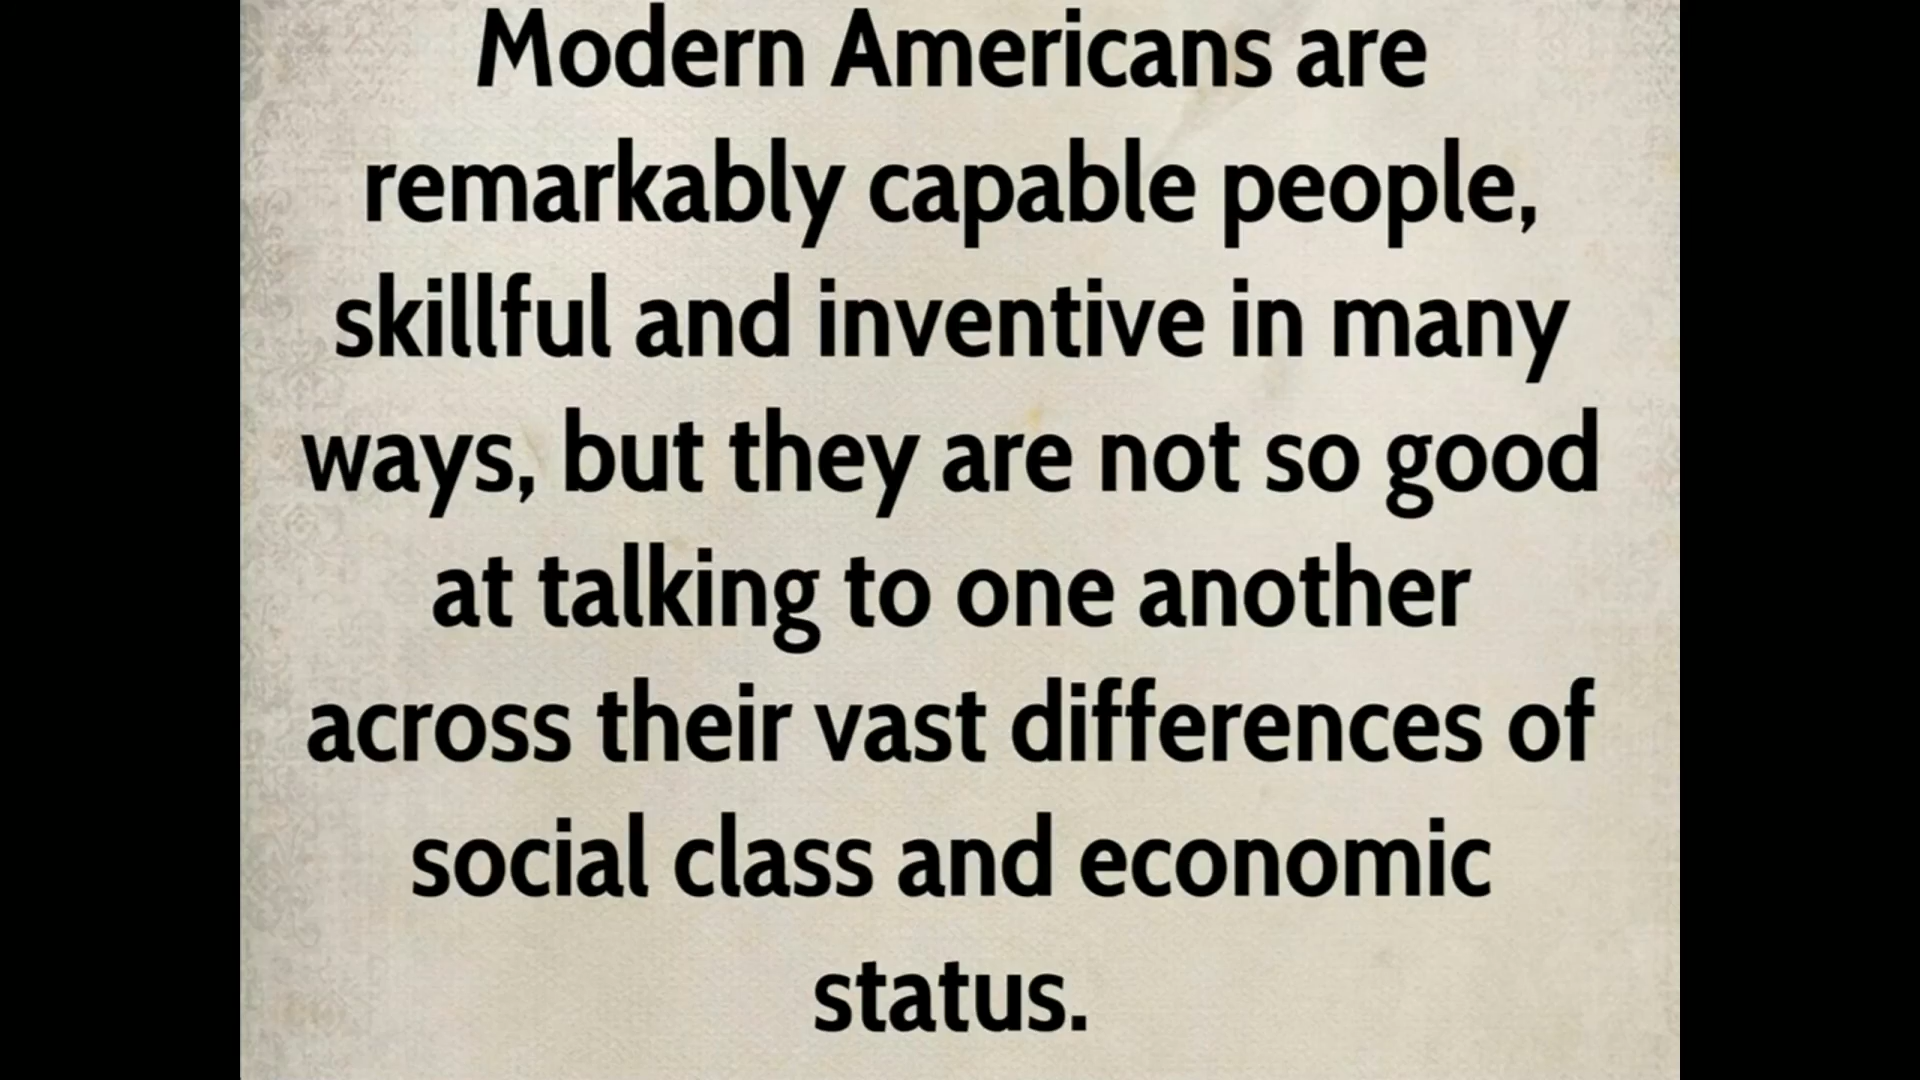 Modern Americans are
remarkably capable people,
skillful and inventive in many
ways, but they are not so good
at talking to one another
across their vast differences of
social class and economic
status.